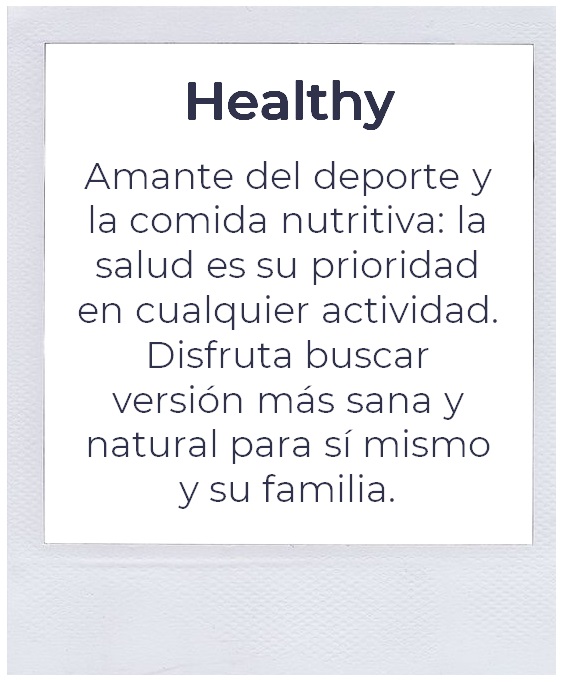 Healthy
Amante del deporte y
la comida nutritiva: la
salud es su prioridad
en cualquier actividad.
Disfruta buscar
versión más sana y
natural para sí mismo
y su familia.